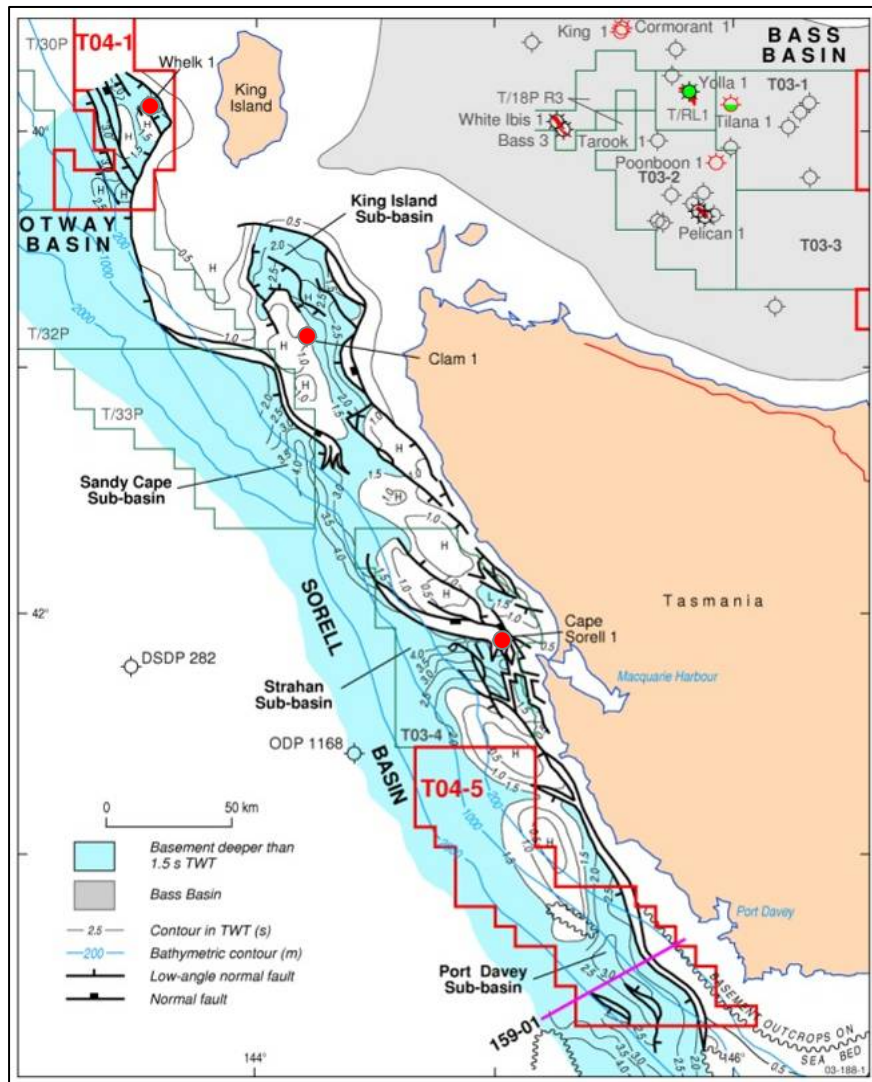 T/30P
T04-1
Whelk 1
King
Island
King 1
Cormorant 1
BASS
BASIN
Yolla 1
T03-1
T/18P R3
T/RL1
White Ibis 1
Tilana 1
Bass 3
Tarook 1
Poonboon 1
T03-2
Pelican 1
T03-3
40°
OTWAY
BASIN
King Island
Sub-basin
T/32P
Clam 1
T/33P
Sandy Cape
Sub-basin
SORELL
BASIN
42°
Cape
Sorell 1
Tasmania
DSDP 282
Macquarie Harbour
Strahan
Sub-basin
ODP 1168
T03-4
T04-5
0 50 km
Basement deeper than
1.5 s TWT
Bass Basin
2.5 Contour in TWT (s)
200 Bathymetric contour (m)
Low-angle normal fault
Normal fault
Port Davey
Port Davey
Sub-basin
159-01
BASEMENT OUTCROPS ON
SEA BED
144°
146°
03-188-1